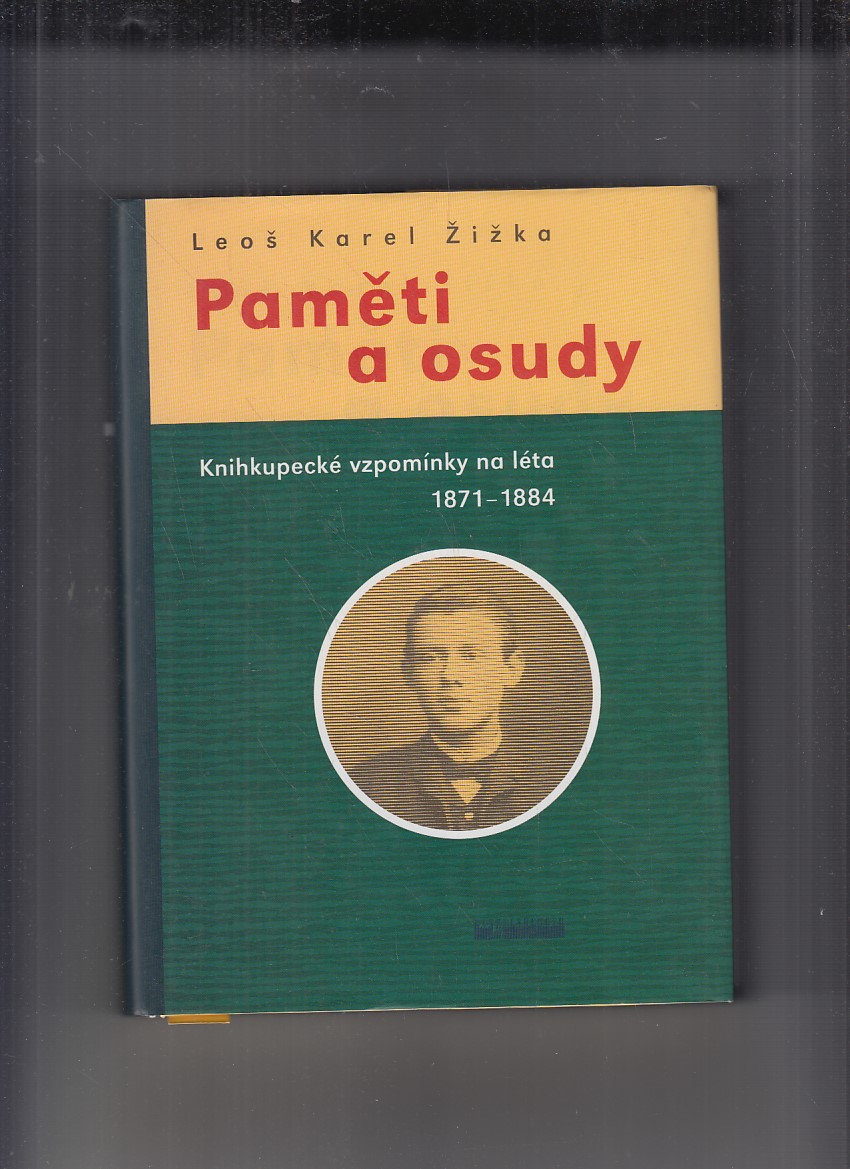 Leoš Karel Žižka
Paměti
a osudy
Knihkupecké vzpomínky na léta
1871–1884